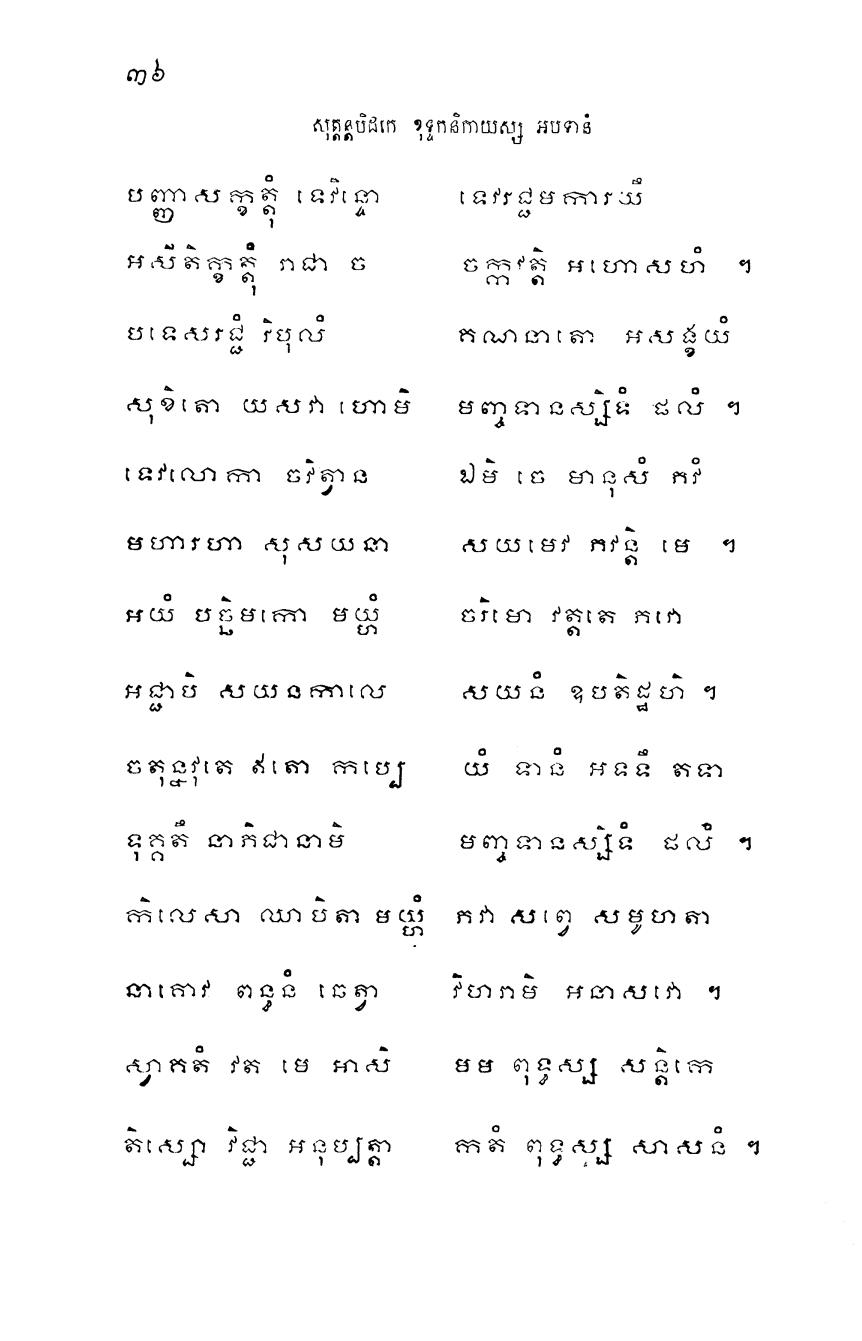 ៣៦
សុត្តន្តបិដកេ ខុទ្ទកនិកាយស្ស អបទានំ
បញ្ញាសក្ខត្តុំ ទេវិន្ទោ ទេវរជ្ជមការយឹ
អសីតិក្ខត្តុំ រាជា ច ចក្កវត្តិ អហោសហំ ។
បទេសរជ្ជំ វិបុលំ គណនាតោ អសង្ខយំ
សុខិតោ យសវា ហោមិ មញ្ចទានស្សិទំ ផលំ ។
ទេវលោកា ចវិត្វាន ឯមិ ចេ មានុសំ ភវំ
មហារហា សុសយនា សយមេវ ភវន្តិ មេ ។
អយំ បច្ឆិមកោ មយ្ហំ ចរិមោ វត្តតេ ភវោ
អជ្ជាបិ សយនកាលេ សយនំ ឧបតិដ្ឋហិ ។
ចតុន្នវុតេ ឥតោ កប្បេ យំ ទានំ អទទឹ តទា
ទុគ្គតឹ នាភិជានាមិ មញ្ចទានស្សិទំ ផលំ ។
កិលេសា ឈាបិតា មយ្ហំ ភវា សព្វេ សមូហតា
នាគោវ ពន្ធនំ ឆេត្វា វិហរាមិ អនាសវោ ។
ស្វាគតំ វត មេ អាសិ មម ពុទ្ធស្ស សន្តិកេ
តិស្សោ វិជ្ជា អនុប្បត្តា កតំ ពុទ្ធស្ស សាសនំ ។